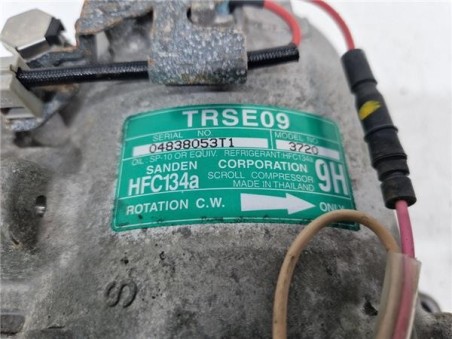 TRSE09
SERIAL NO MODEL NO
04838053T1 3720
OIL: SP-10 OR EQUIV. REFRIGERANT:HFC134a
SANDEN CORPORATION
HFC134a SCROLL COMPRESSOR 9H
MADE IN THAILAND
ROTATION C.W. ONLY
S